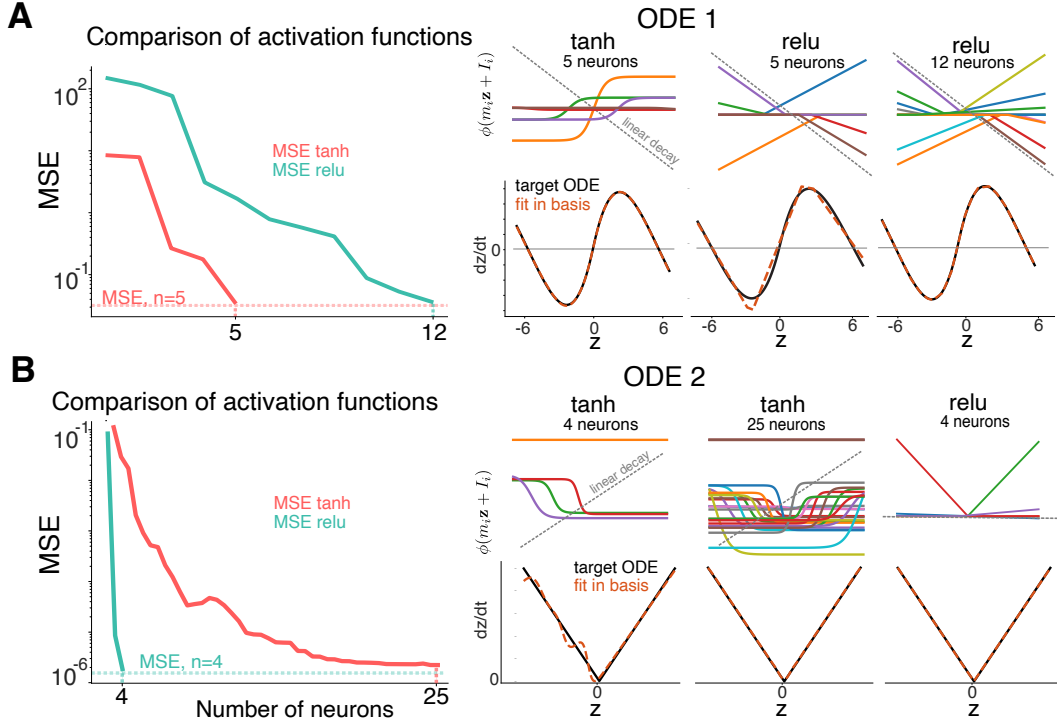 A
Comparison of activation functions
MSE
10^2
10^-1
MSE tanh
MSE relu
MSE, n=5
5
12
ODE 1
tanh
5 neurons
relu
5 neurons
relu
12 neurons
ϕ(m_i z + I_i)
linear decay
target ODE
fit in basis
dz/dt
0
-6 0 6
-6 0 6
-6 0 6
z
z
z
B
Comparison of activation functions
MSE
10^-1
10^-6
MSE tanh
MSE relu
MSE, n=4
4
25
Number of neurons
ODE 2
tanh
4 neurons
tanh
25 neurons
relu
4 neurons
ϕ(m_i z + I_i)
linear decay
target ODE
fit in basis
dz/dt
0
0
0
0
z
z
z